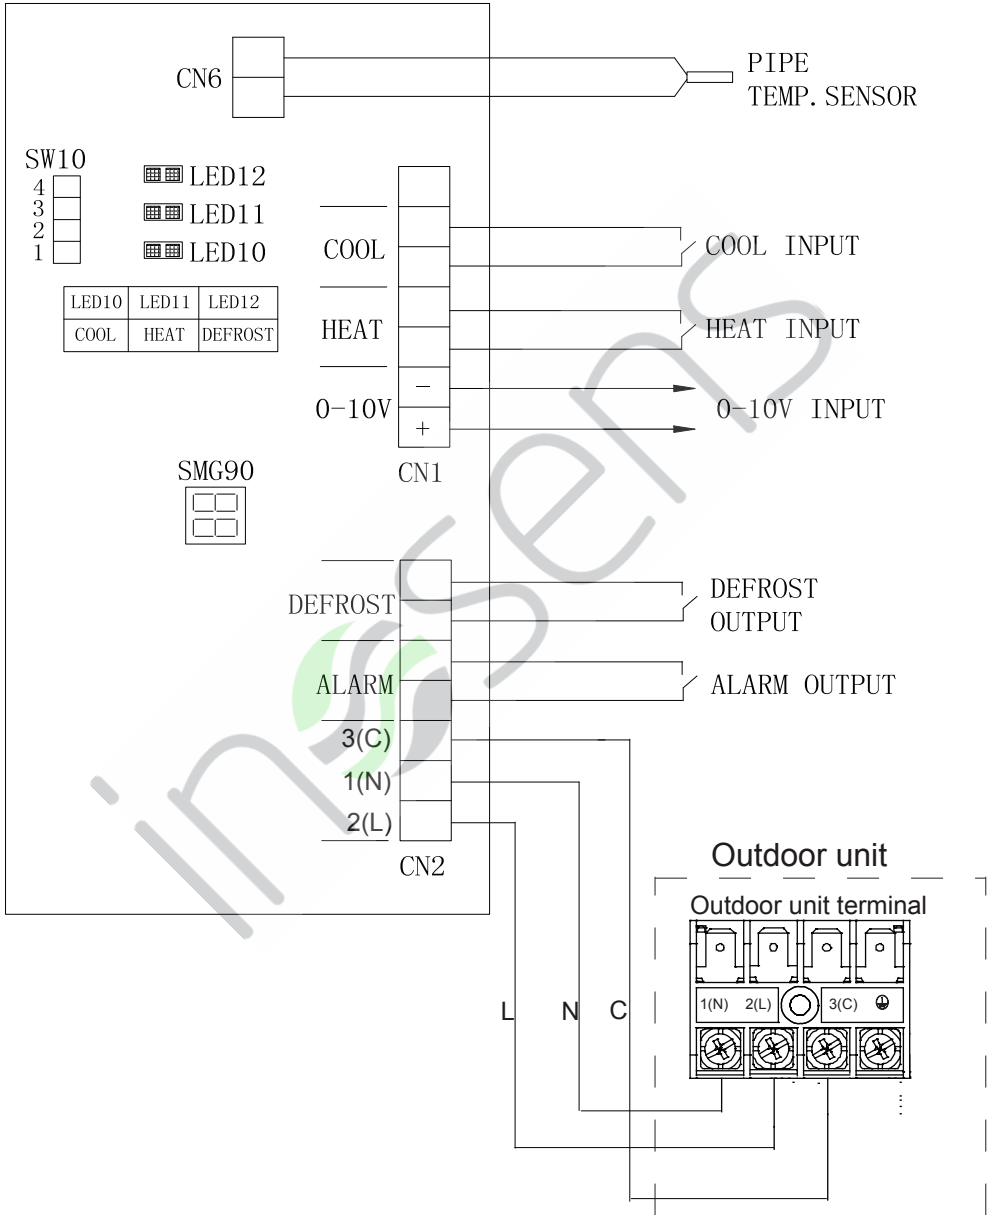 CN6
PIPE
TEMP. SENSOR
SW10
4
3
2
1
LED12
LED11
LED10
LED10 LED11 LED12
COOL HEAT DEFROST
COOL
COOL INPUT
HEAT
HEAT INPUT
0-10V
-
+
0-10V INPUT
CN1
SMG90
DEFROST
DEFROST
OUTPUT
ALARM
ALARM OUTPUT
3(C)
1(N)
2(L)
CN2
insens
Outdoor unit
Outdoor unit terminal
1(N) 2(L) 3(C)
L N C